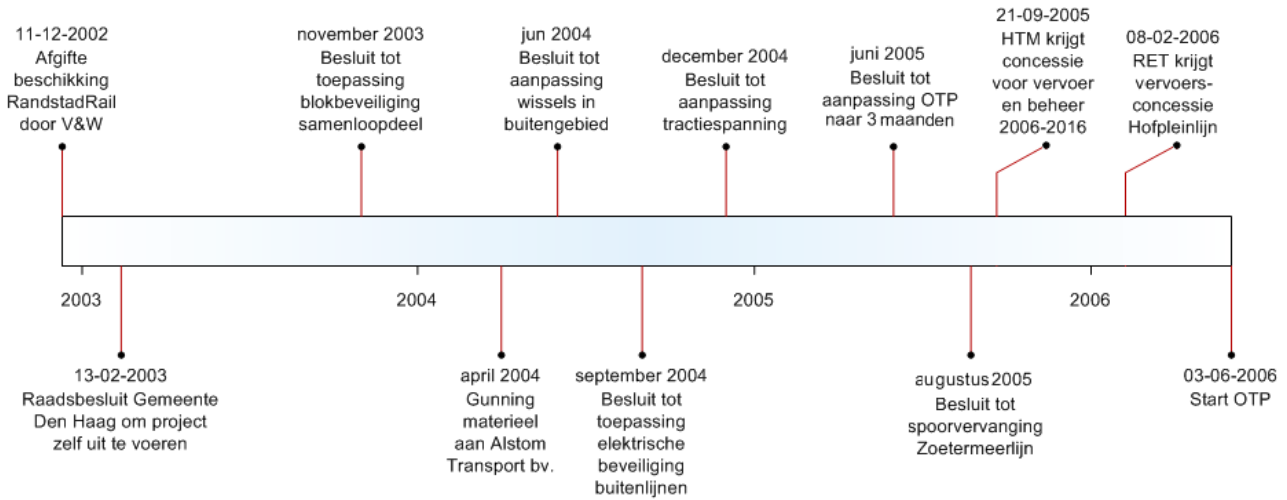 11-12-2002
Afgifte
beschikking
RandstadRail
door V&W
november 2003
Besluit tot
toepassing
blokbeveiliging
samenloopdeel
jun 2004
Besluit tot
aanpassing
wissels in
buitengebied
december 2004
Besluit tot
aanpassing
tractiespanning
juni 2005
Besluit tot
aanpassing OTP
naar 3 maanden
21-09-2005
HTM krijgt
concessie
voor vervoer
en beheer
2006-2016
08-02-2006
RET krijgt
vervoers-
concessie
Hofpleinlijn
2003
2004
2005
2006
13-02-2003
Raadsbesluit Gemeente
Den Haag om project
zelf uit te voeren
april 2004
Gunning
materieel
aan Alstom
Transport bv.
september 2004
Besluit tot
toepassing
elektrische
beveiliging
buitenlijnen
augustus 2005
Besluit tot
spoorvervanging
Zoetermeerlijn
03-06-2006
Start OTP